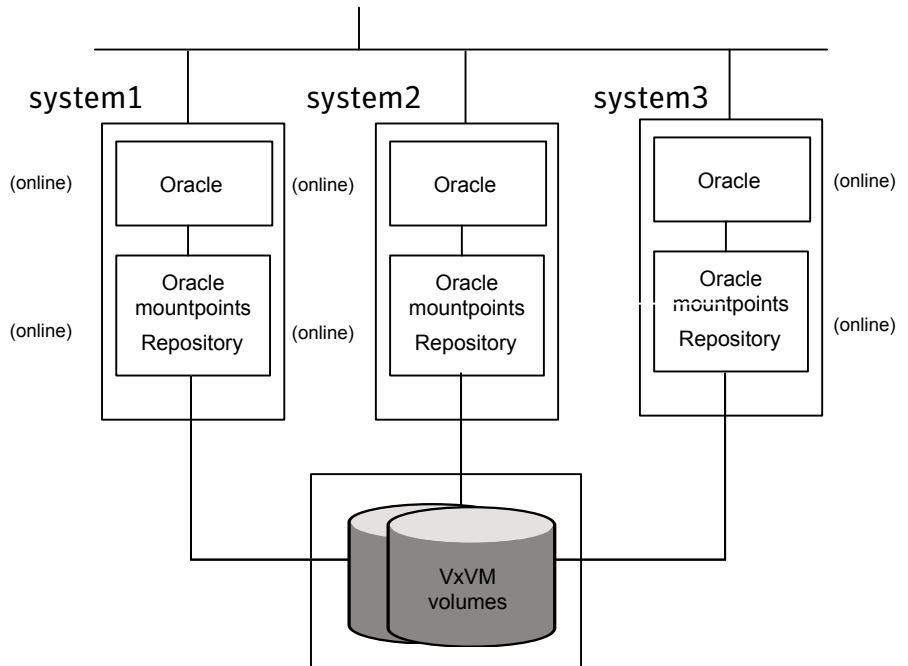 system1
system2
system3
(online)
Oracle
(online)
Oracle
Oracle
(online)
(online)
Oracle
mountpoints
Repository
(online)
Oracle
mountpoints
Repository
Oracle
mountpoints
Repository
(online)
VxVM
volumes